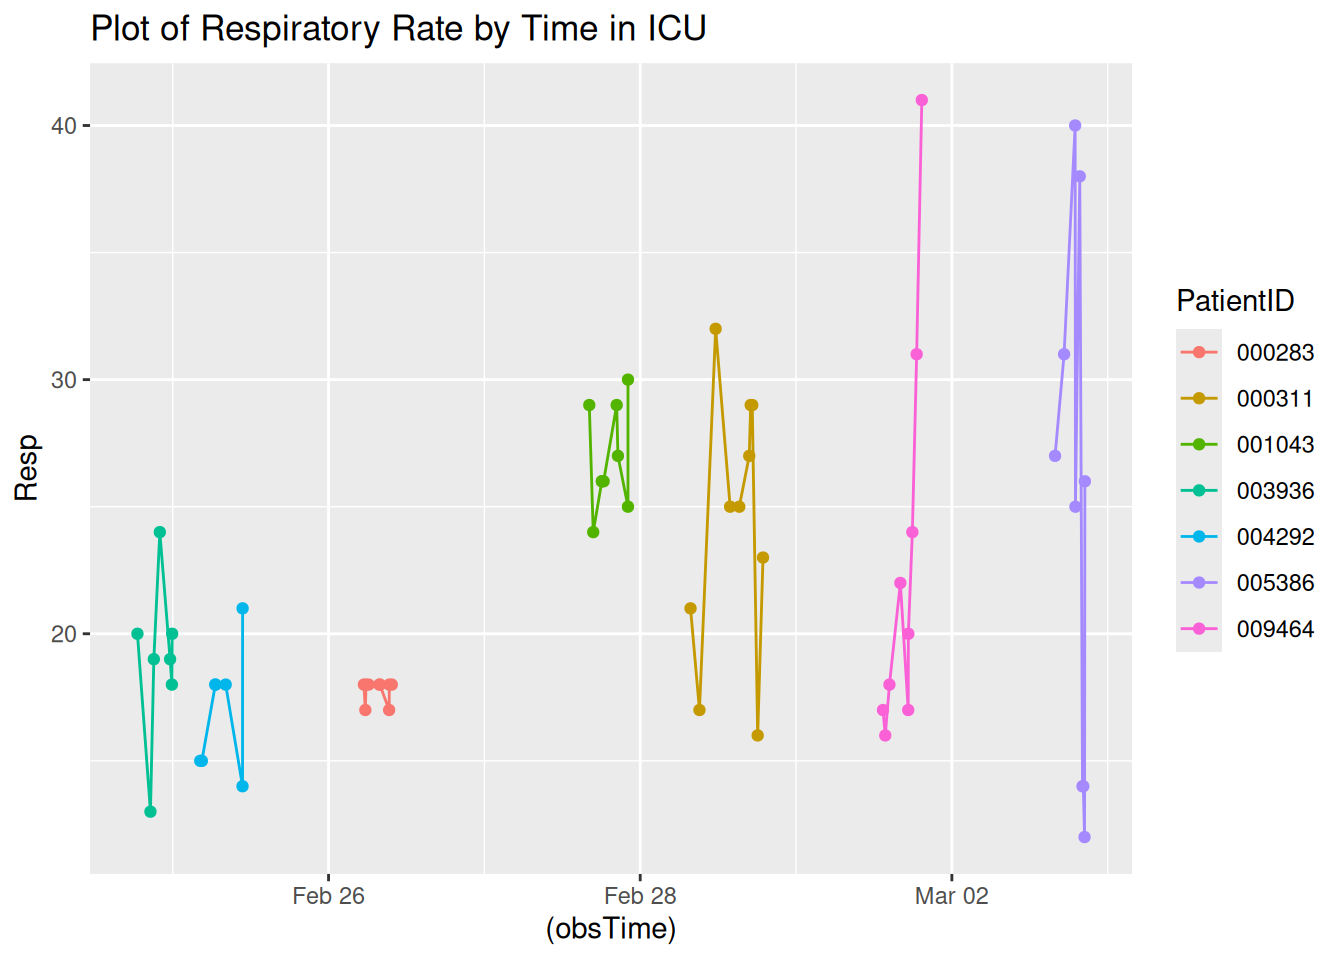 Plot of Respiratory Rate by Time in ICU
40
30
20
Resp
Feb 26
Feb 28
Mar 02
(obsTime)
PatientID
000283
000311
001043
003936
004292
005386
009464